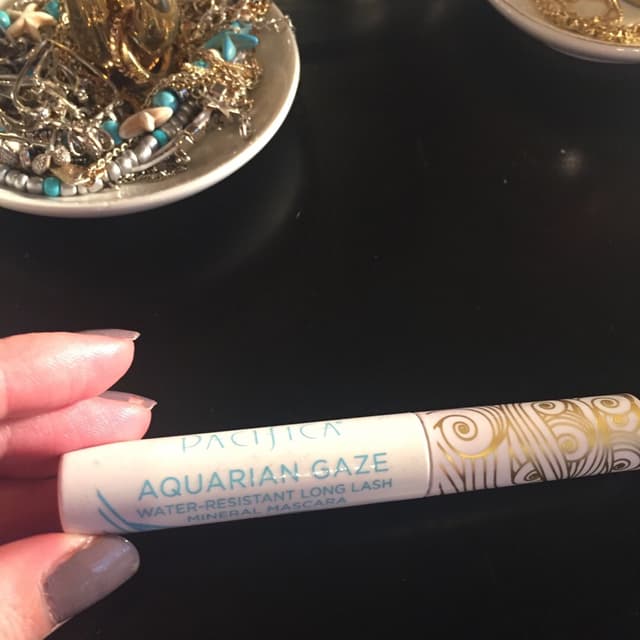 PACIFICA
AQUARIAN GAZE
WATER-RESISTANT LONG LASH
MINERAL MASCARA